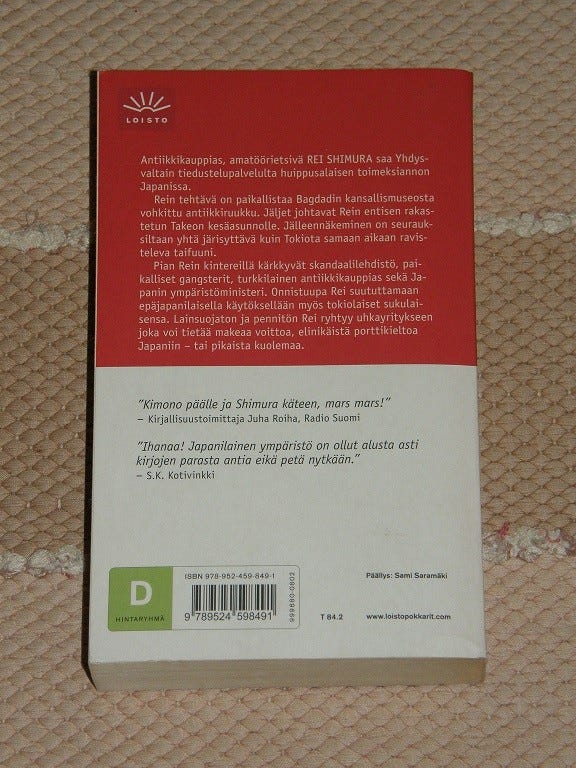 LOISTO
Antiikkikauppias, amatöörietsivä REI SHIMURA saa Yhdys-
valtain tiedustelupalvelulta huippusalaisen toimeksiannon
Japanissa.
Rein tehtävä on paikallistaa Bagdadin kansallismuseosta
vohkittu antiikkiruukku. Jäljet johtavat Rein entisen rakas-
tetun Takeon kesäasunnolle. Jälleennäkeminen on seurauk-
siltaan yhtä järisyttävä kuin Tokiota samaan aikaan ravis-
televa taifuuni.
Pian Rein kintereillä kärkkyvät skandaalilehdistö, pai-
kalliset gangsterit, turkkilainen antiikkikauppias sekä Ja-
panin ympäristöministeri. Onnistuupa Rei suututtamaan
epäjapanilaisella käytöksellään myös tokiolaiset sukulai-
sensa. Lainsuojaton ja pennitön Rei ryhtyy uhkayritykseen
joka voi tietää makeaa voittoa, elinikäistä porttikieltoa
Japaniin – tai pikaista kuolemaa.
"Kimono päälle ja Shimura käteen, mars mars!"
– Kirjallisuustoimittaja Juha Roiha, Radio Suomi
"Ihanaa! Japanilainen ympäristö on ollut alusta asti
kirjojen parasta antia eikä petä nytkään."
– S.K. Kotivinkki
D
HINTARYHMÄ
ISBN 978-952-459-849-1
9 789524 598491
999680-0802
Päällys: Sami Saramäki
T 84.2
www.loistopokkarit.com